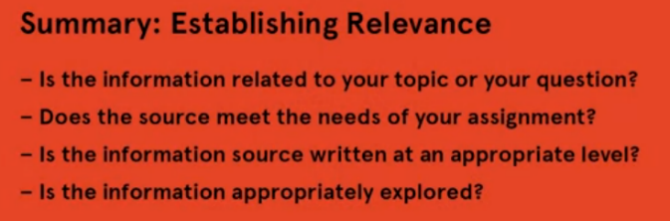 Summary: Establishing Relevance
– Is the information related to your topic or your question?
– Does the source meet the needs of your assignment?
– Is the information source written at an appropriate level?
– Is the information appropriately explored?